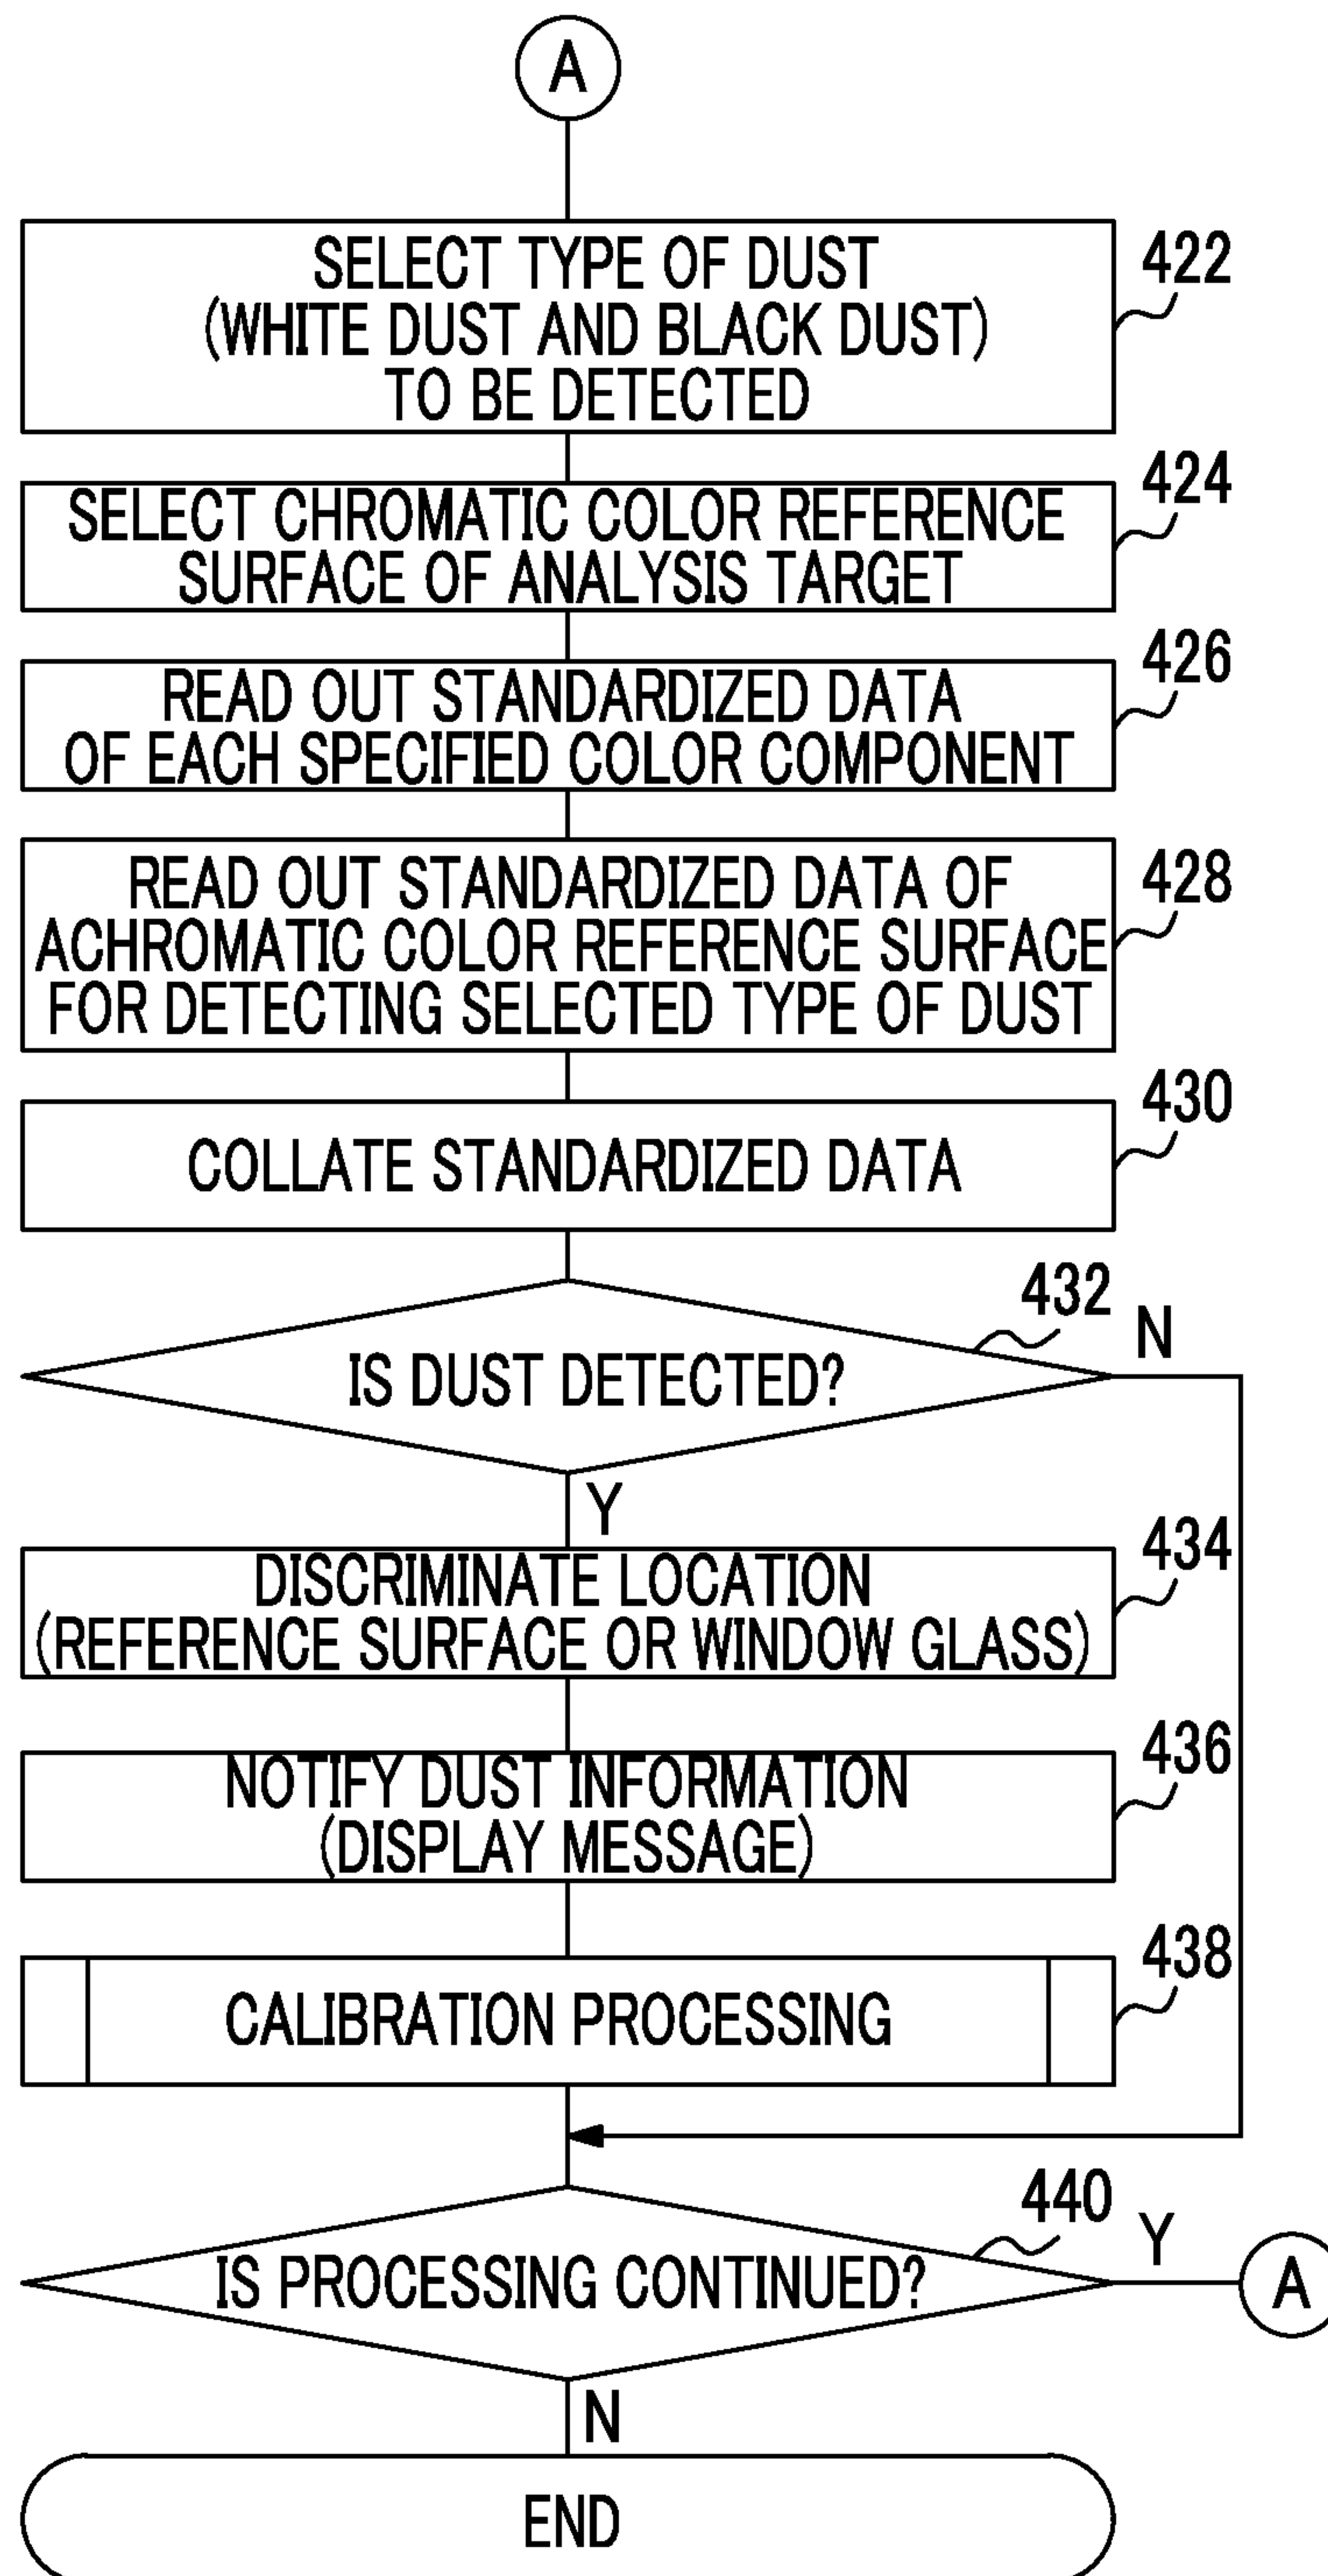 A
SELECT TYPE OF DUST
(WHITE DUST AND BLACK DUST)
TO BE DETECTED
422
SELECT CHROMATIC COLOR REFERENCE
SURFACE OF ANALYSIS TARGET
424
READ OUT STANDARDIZED DATA
OF EACH SPECIFIED COLOR COMPONENT
426
READ OUT STANDARDIZED DATA OF
ACHROMATIC COLOR REFERENCE SURFACE
FOR DETECTING SELECTED TYPE OF DUST
428
COLLATE STANDARDIZED DATA
430
IS DUST DETECTED?
432
N
Y
DISCRIMINATE LOCATION
(REFERENCE SURFACE OR WINDOW GLASS)
434
NOTIFY DUST INFORMATION
(DISPLAY MESSAGE)
436
CALIBRATION PROCESSING
438
IS PROCESSING CONTINUED?
440
Y
A
N
END